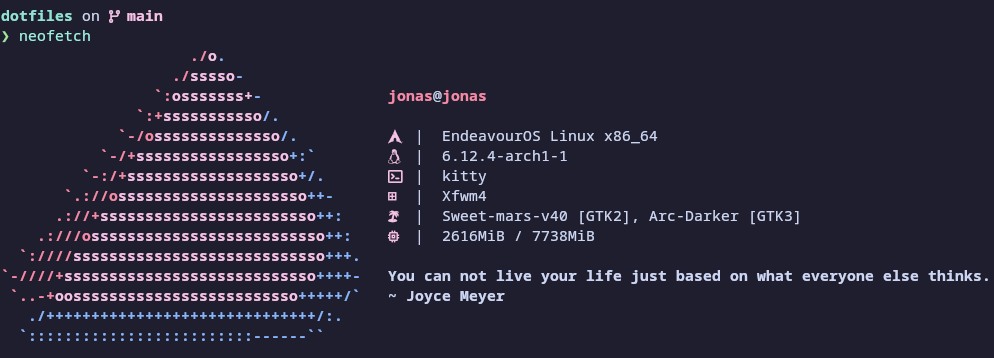 dotfiles on main
❯ neofetch
./o.
./sssso-
`:osssssss+-
`:+sssssssssso/.
`-/ossssssssssssso/.
`-/+sssssssssssssssso+:`
`-:/+sssssssssssssssssso+/.
`.://osssssssssssssssssssso++-
.://+ssssssssssssssssssssssso++:
.:///ossssssssssssssssssssssssso++:
`:////ssssssssssssssssssssssssssso+++.
`-////+ssssssssssssssssssssssssssso++++-
`..-+oosssssssssssssssssssssssso+++++/`
./++++++++++++++++++++++++++++++/:.
`:::::::::::::::::::::::::------``
jonas@jonas
| EndeavourOS Linux x86_64
| 6.12.4-arch1-1
| kitty
| Xfwm4
| Sweet-mars-v40 [GTK2], Arc-Darker [GTK3]
| 2616MiB / 7738MiB
You can not live your life just based on what everyone else thinks.
~ Joyce Meyer